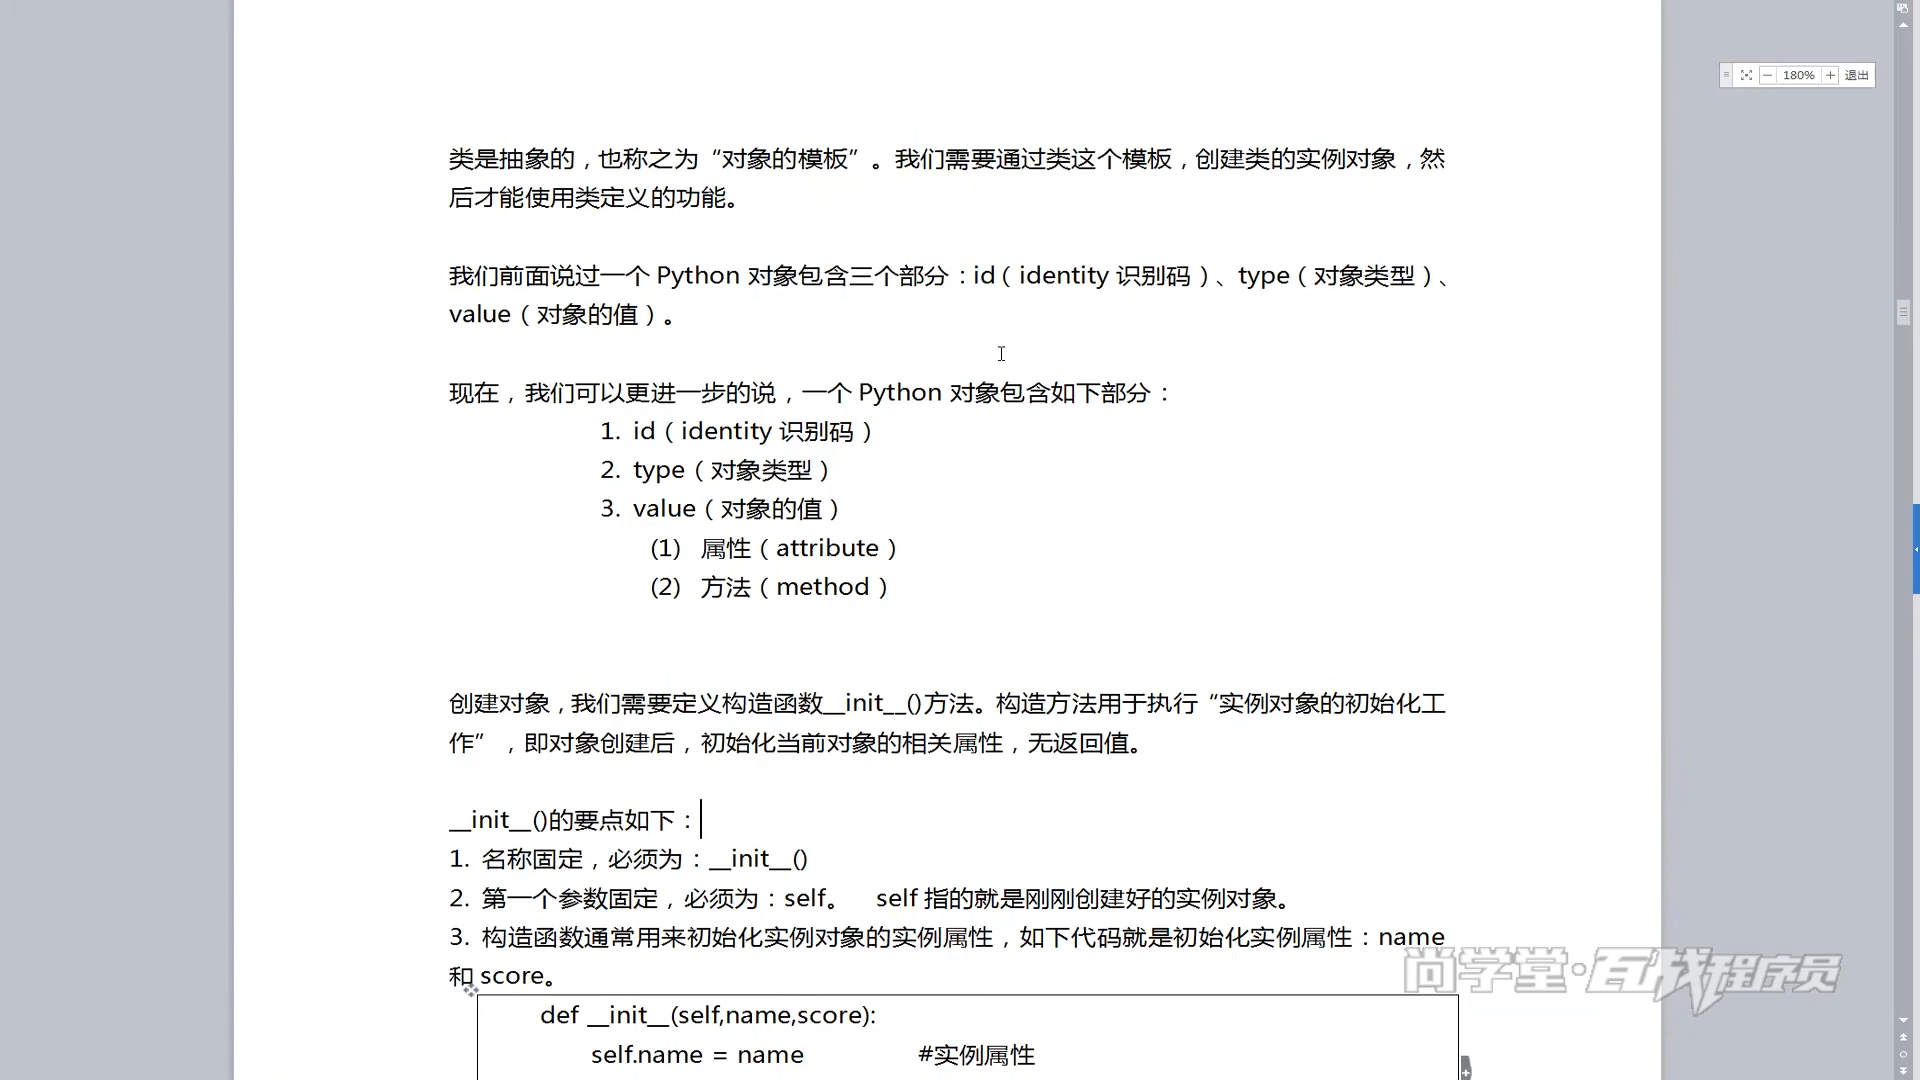 180% 退出
类是抽象的，也称之为“对象的模板”。我们需要通过类这个模板，创建类的实例对象，然
后才能使用类定义的功能。
我们前面说过一个 Python 对象包含三个部分：id（identity 识别码）、type（对象类型）、
value（对象的值）。
现在，我们可以更进一步的说，一个 Python 对象包含如下部分：
1. id（identity 识别码）
2. type（对象类型）
3. value（对象的值）
(1) 属性（attribute）
(2) 方法（method）
创建对象，我们需要定义构造函数__init__()方法。构造方法用于执行“实例对象的初始化工
作”，即对象创建后，初始化当前对象的相关属性，无返回值。
__init__()的要点如下：
1. 名称固定，必须为：__init__()
2. 第一个参数固定，必须为：self。 self 指的就是刚刚创建好的实例对象。
3. 构造函数通常用来初始化实例对象的实例属性，如下代码就是初始化实例属性：name
和 score。
def __init__(self,name,score):
self.name = name #实例属性
尚学堂·百战程序员